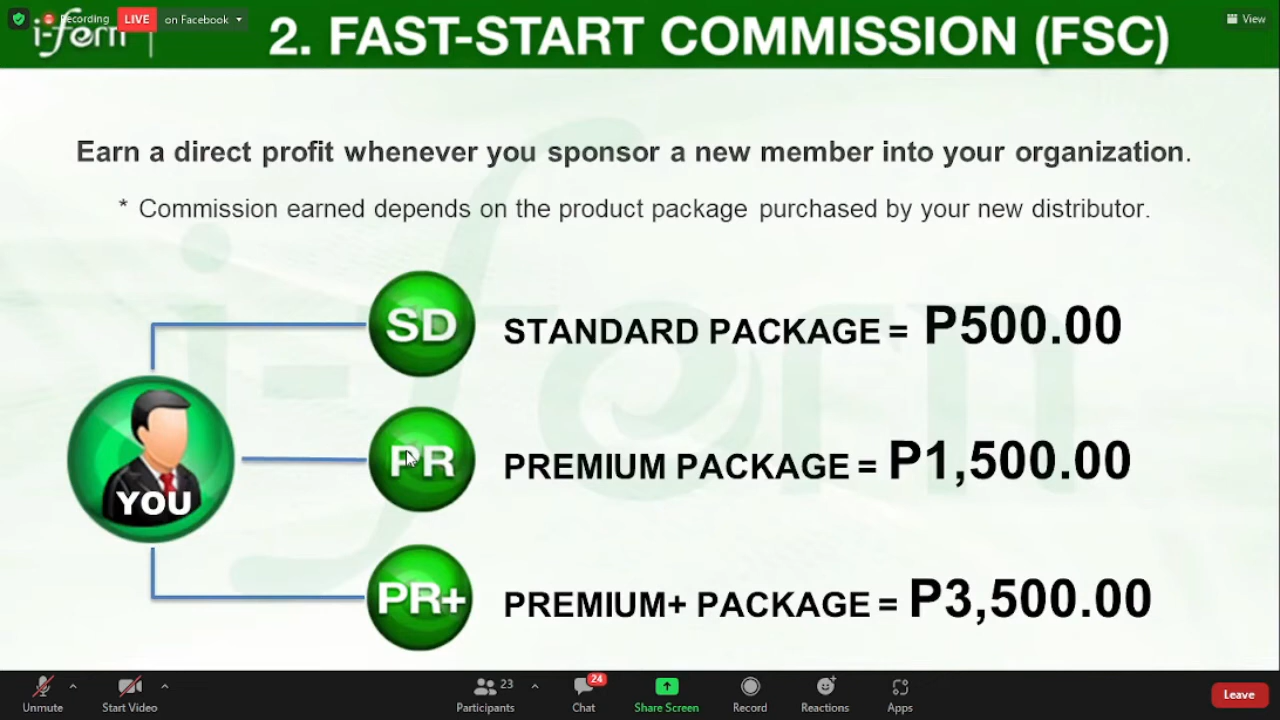 Recording
LIVE
on Facebook
View
i-fern
2. FAST-START COMMISSION (FSC)
Earn a direct profit whenever you sponsor a new member into your organization.
* Commission earned depends on the product package purchased by your new distributor.
SD
STANDARD PACKAGE = P500.00
YOU
PR
PREMIUM PACKAGE = P1,500.00
PR+
PREMIUM+ PACKAGE = P3,500.00
i-fern
Unmute
Start Video
23
Participants
24
Chat
Share Screen
Record
Reactions
Apps
Leave